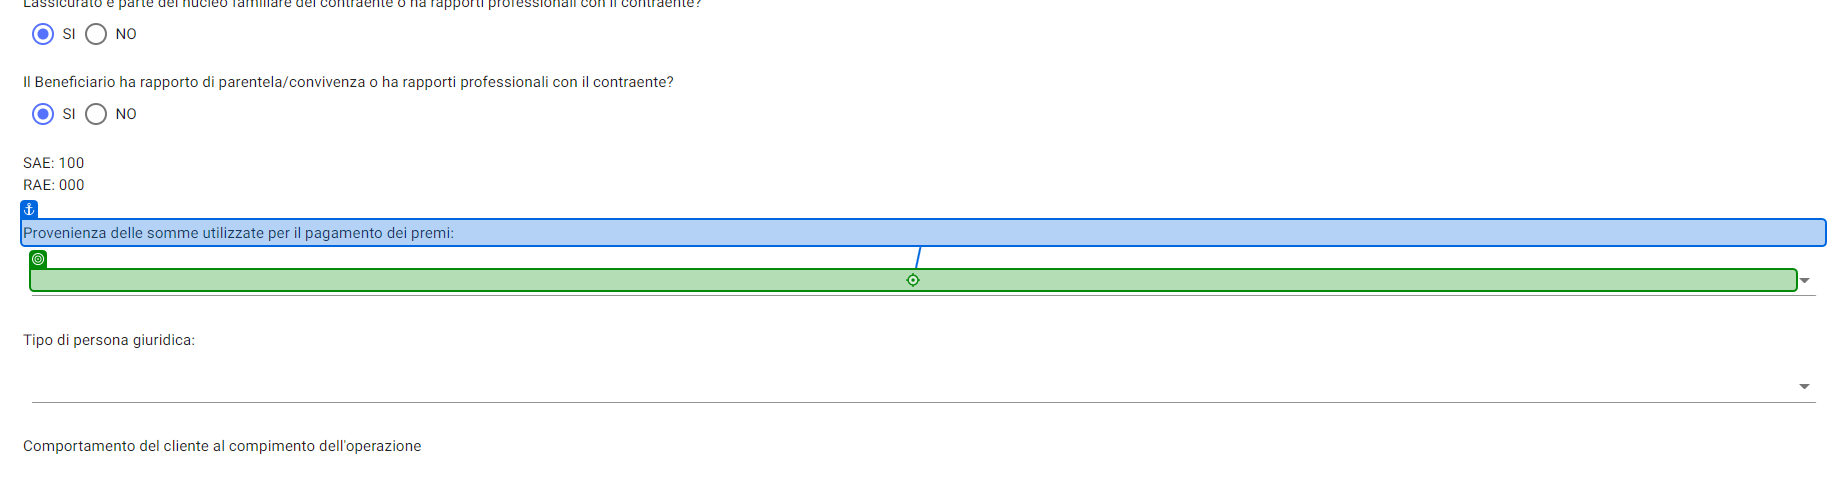 L'assicurato è parte del nucleo familiare del contraente o ha rapporti professionali con il contraente?
SI NO
Il Beneficiario ha rapporto di parentela/convivenza o ha rapporti professionali con il contraente?
SI NO
SAE: 100
RAE: 000
Provenienza delle somme utilizzate per il pagamento dei premi:
Tipo di persona giuridica:
Comportamento del cliente al compimento dell'operazione